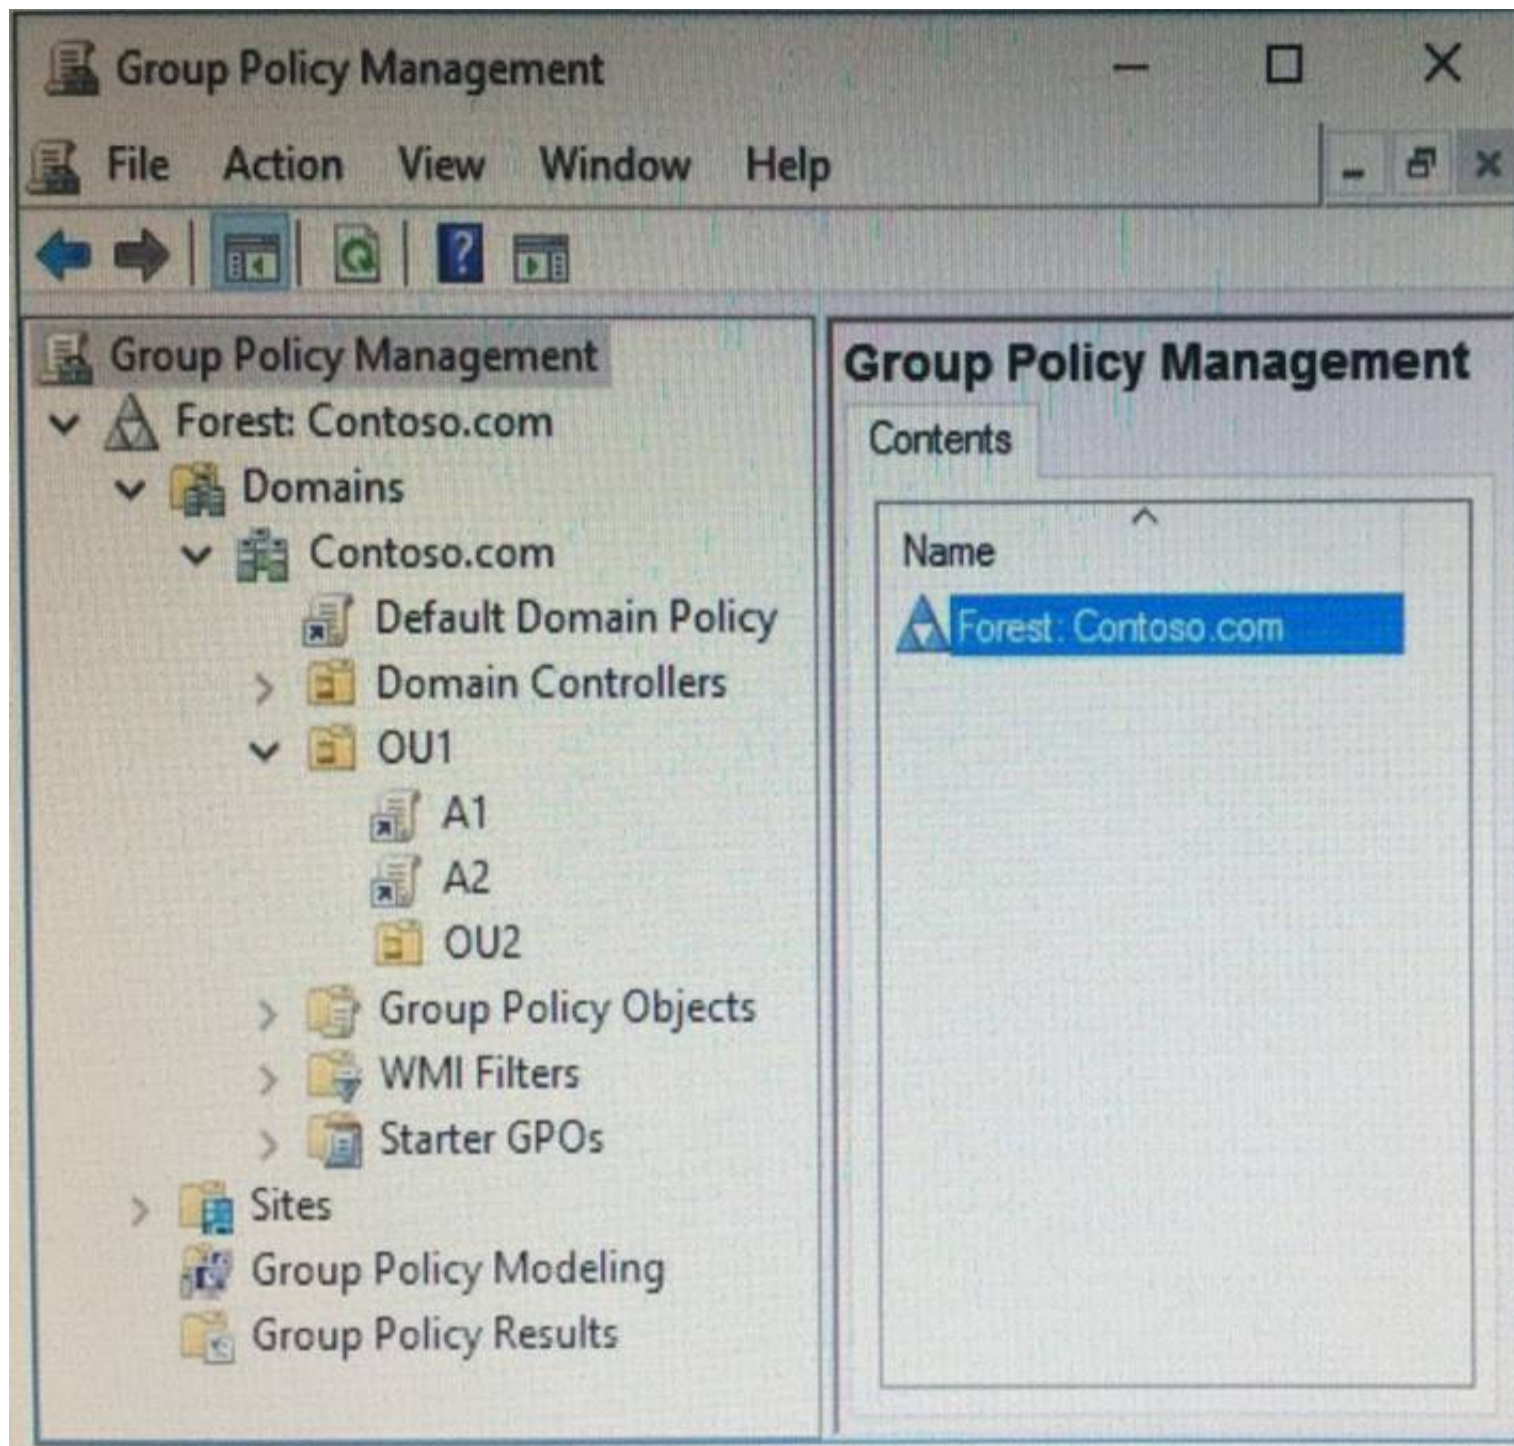 Group Policy Management
File Action View Window Help
Group Policy Management
Forest: Contoso.com
Domains
Contoso.com
Default Domain Policy
Domain Controllers
OU1
A1
A2
OU2
Group Policy Objects
WMI Filters
Starter GPOs
Sites
Group Policy Modeling
Group Policy Results
Group Policy Management
Contents
Name
Forest: Contoso.com